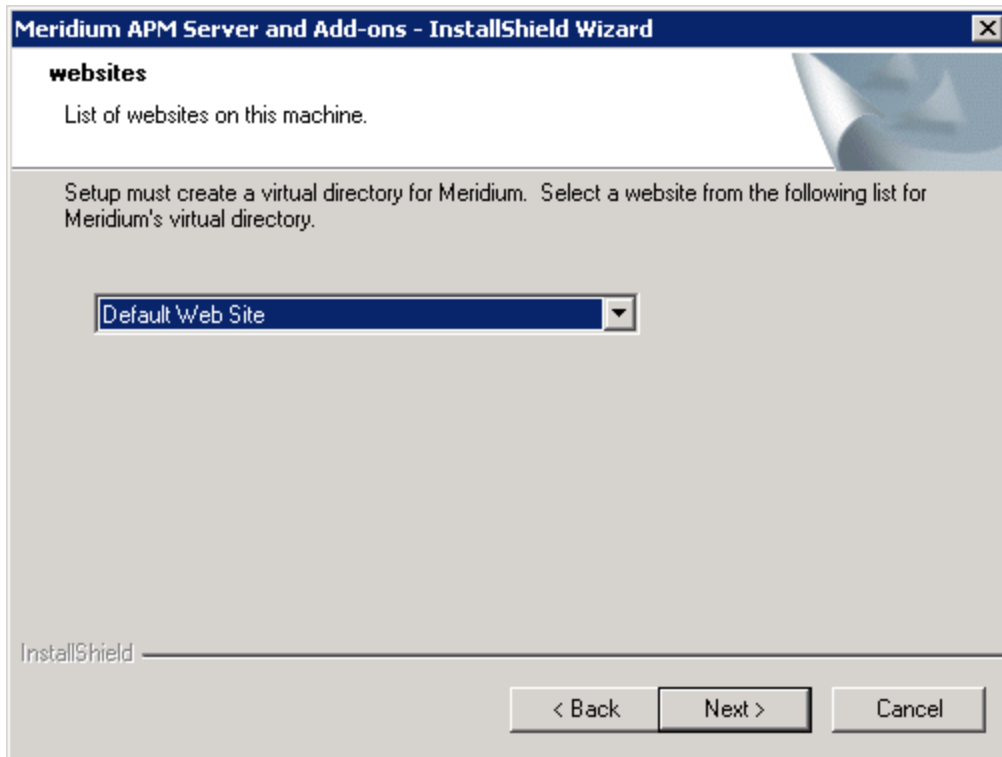 Meridium APM Server and Add-ons - InstallShield Wizard
websites
List of websites on this machine.
Setup must create a virtual directory for Meridium.  Select a website from the following list for
Meridium's virtual directory.
Default Web Site
InstallShield
< Back
Next >
Cancel